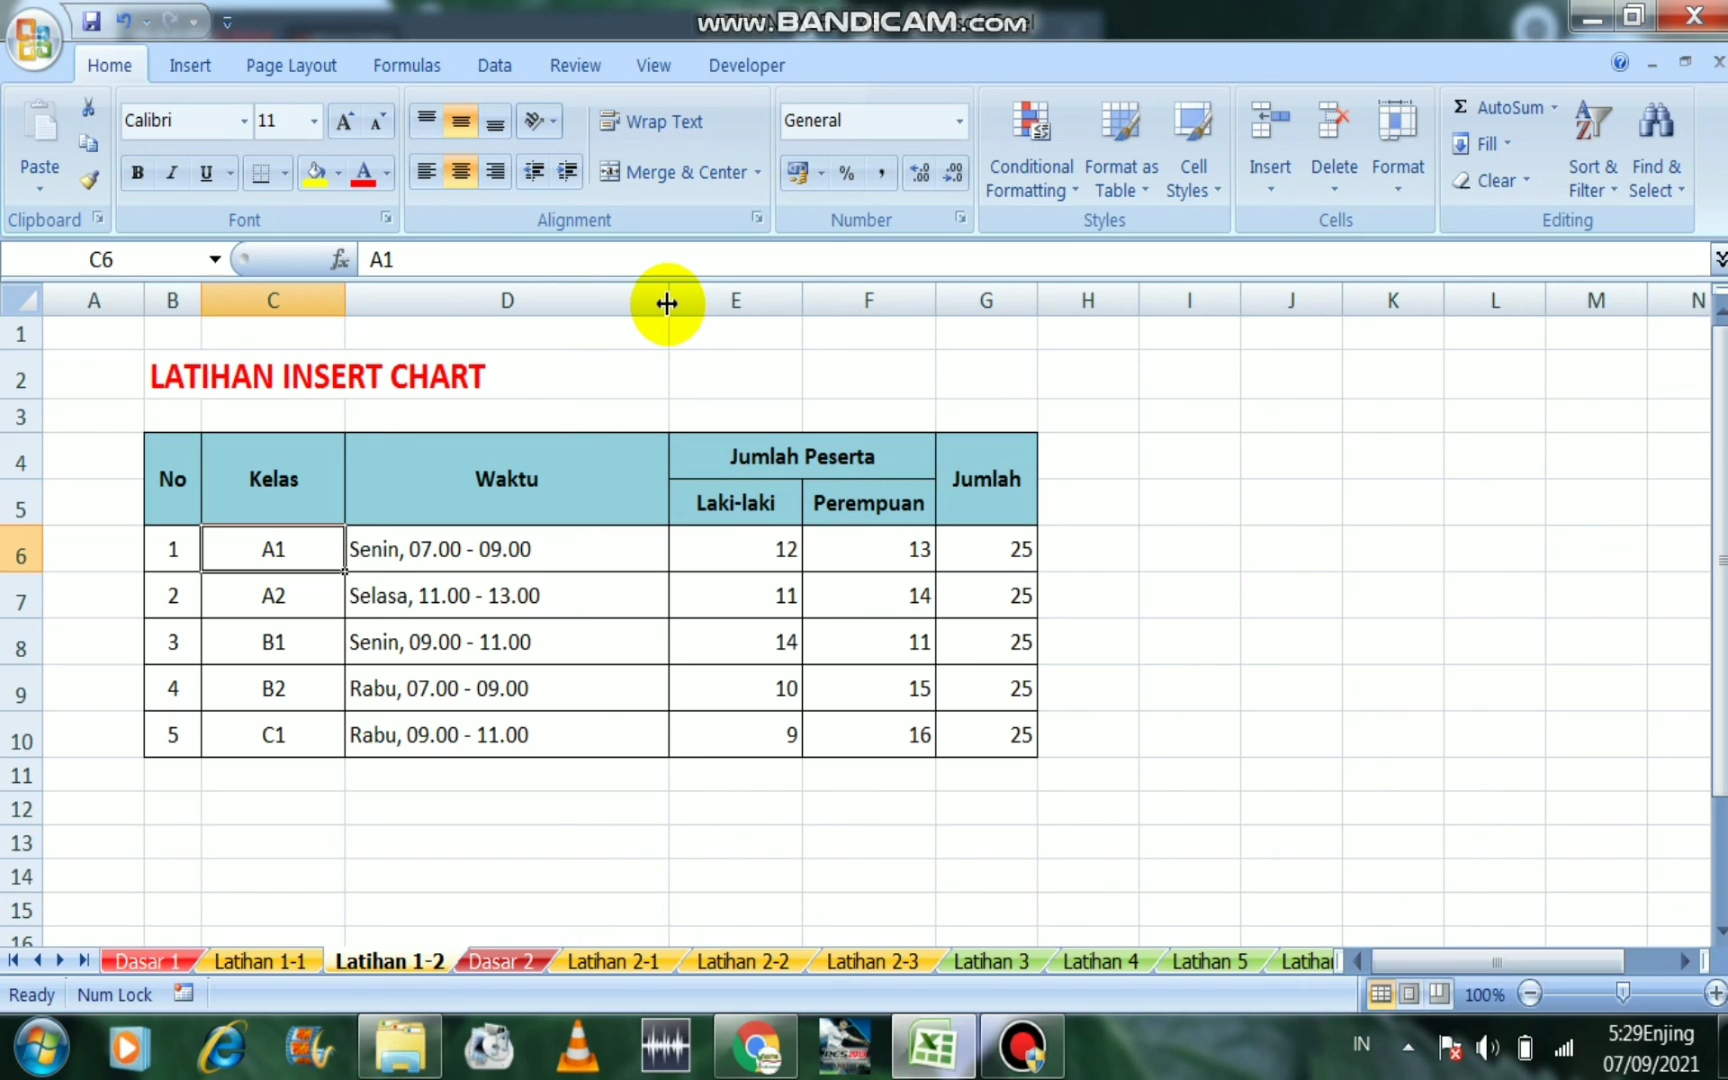 www.BANDICAM.com
Home Insert Page Layout Formulas Data Review View Developer
Calibri 11 Wrap Text General Σ AutoSum
Paste B I U Merge & Center % , Conditional Formatting Format as Table Cell Styles Insert Delete Format Fill Clear Sort & Filter Find & Select
Clipboard Font Alignment Number Styles Cells Editing
C6 fx A1
A B C D E F G H I J K L M N
1
2 LATIHAN INSERT CHART
3
4 No Kelas Waktu Jumlah Peserta Jumlah
5 Laki-laki Perempuan
6 1 A1 Senin, 07.00 - 09.00 12 13 25
7 2 A2 Selasa, 11.00 - 13.00 11 14 25
8 3 B1 Senin, 09.00 - 11.00 14 11 25
9 4 B2 Rabu, 07.00 - 09.00 10 15 25
10 5 C1 Rabu, 09.00 - 11.00 9 16 25
11
12
13
14
15
16
Dasar 1 Latihan 1-1 Latihan 1-2 Dasar 2 Latihan 2-1 Latihan 2-2 Latihan 2-3 Latihan 3 Latihan 4 Latihan 5 Latihar
Ready Num Lock 100%
IN 5:29Enjing
07/09/2021